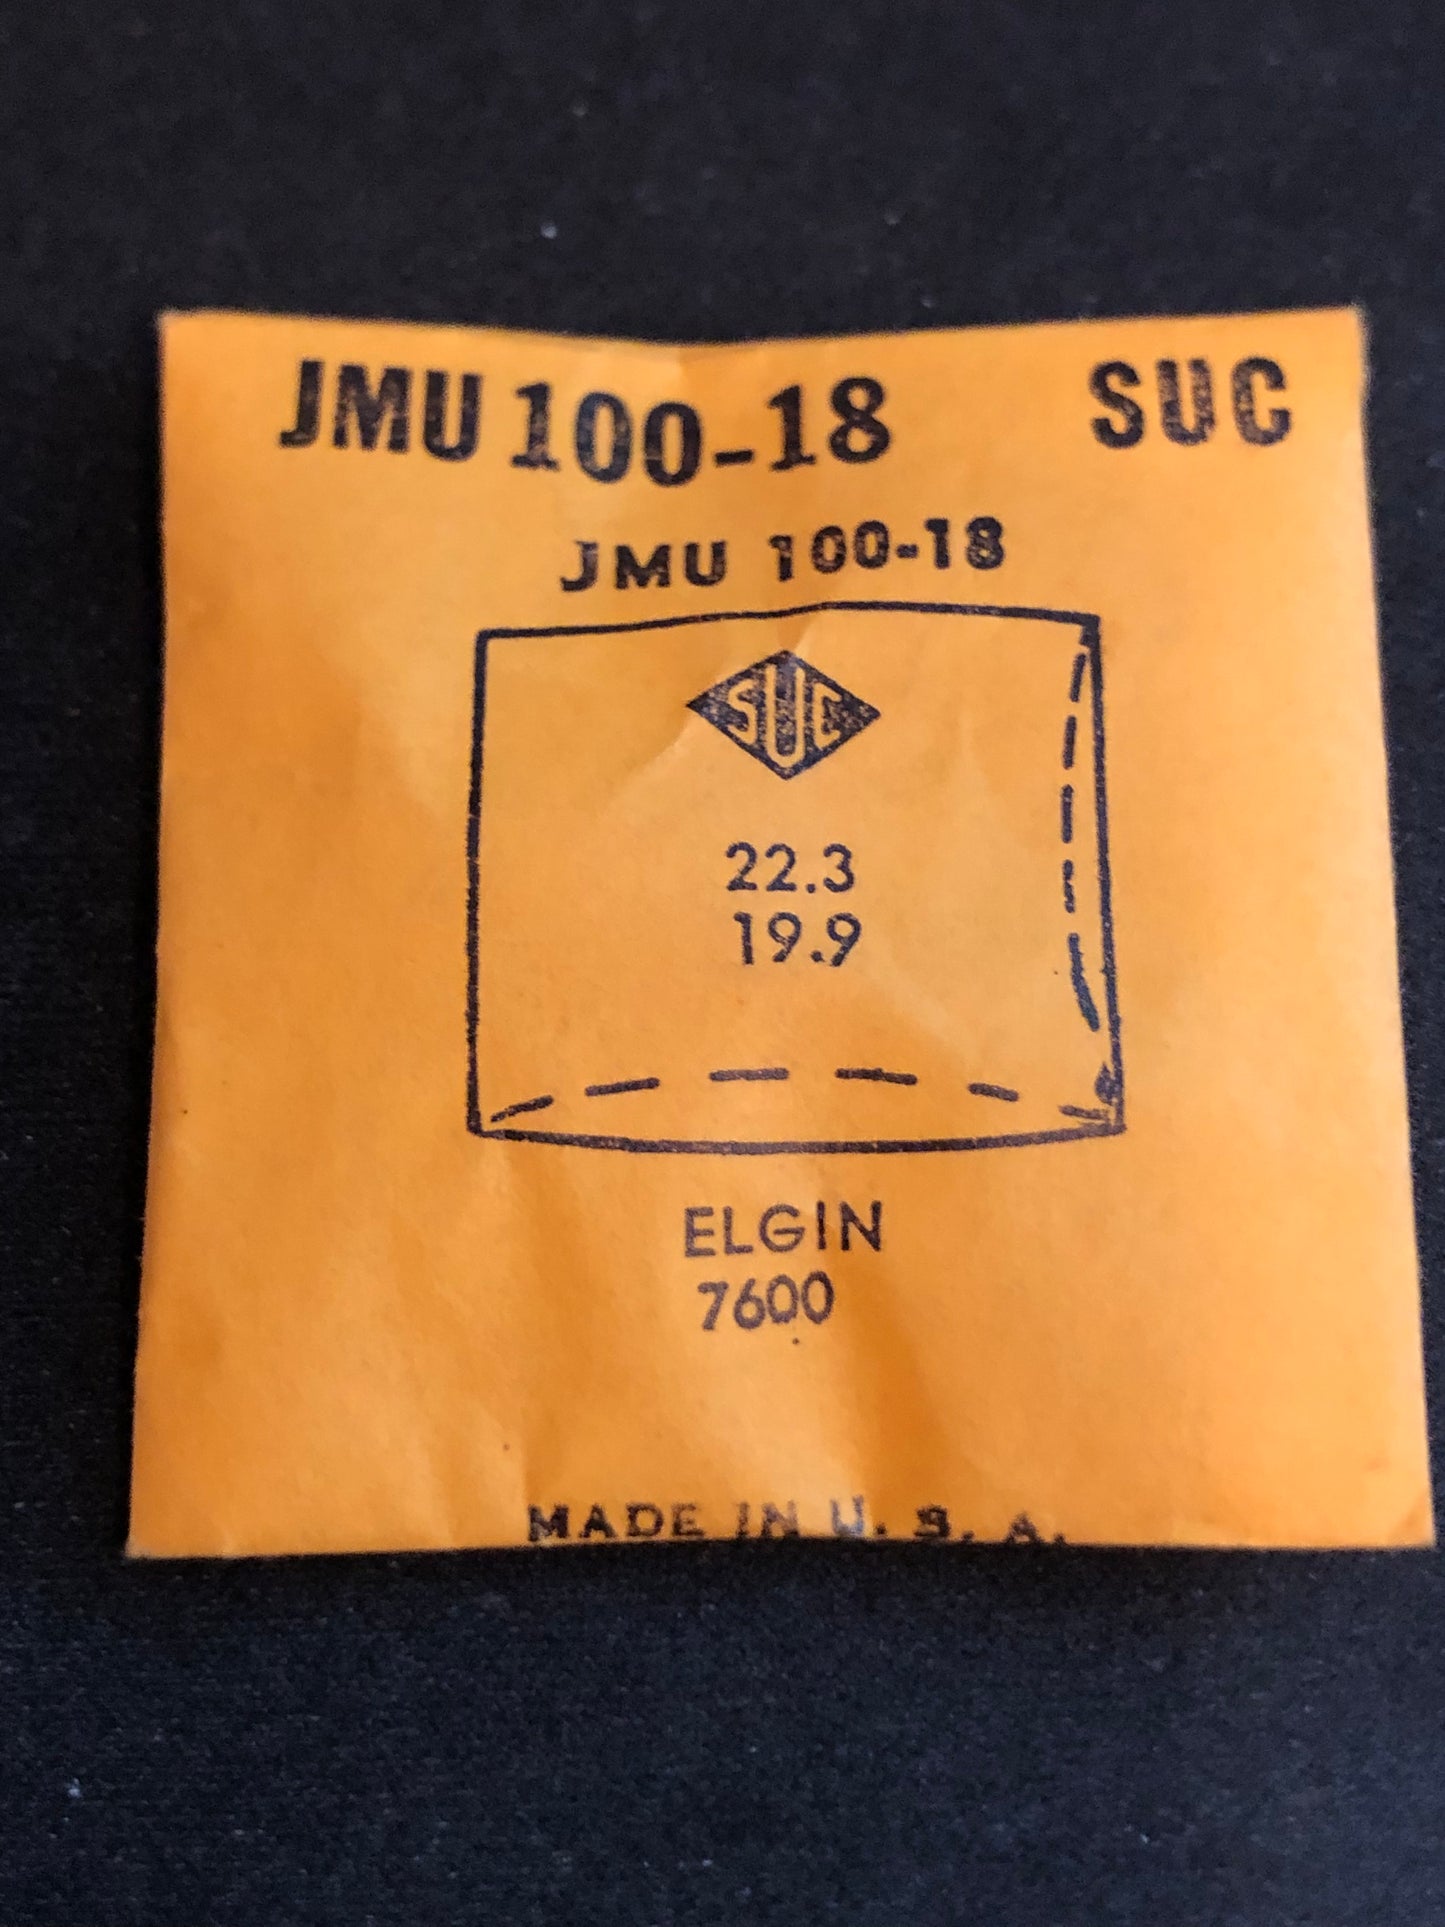 JMU 100-18 SUC
JMU 100-18
SUC
22.3
19.9
ELGIN
7600
MADE IN U. S. A.